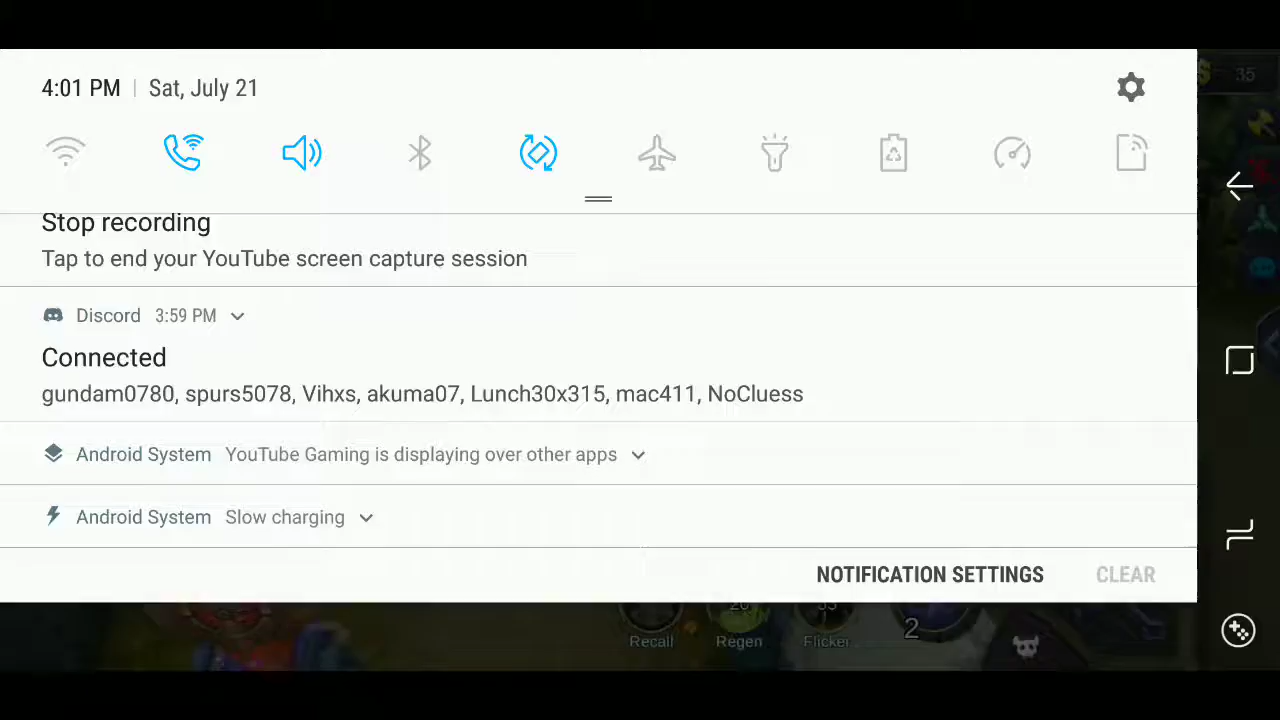 4:01 PM | Sat, July 21
35
Stop recording
Tap to end your YouTube screen capture session
Discord 3:59 PM
Connected
gundam0780, spurs5078, Vihxs, akuma07, Lunch30x315, mac411, NoCluess
Android System YouTube Gaming is displaying over other apps
Android System Slow charging
NOTIFICATION SETTINGS CLEAR
Recall Regen Flicker 2